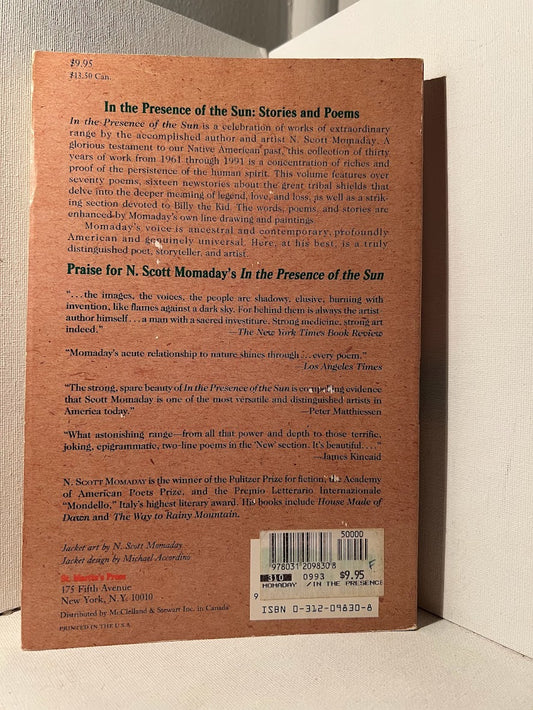 $9.95
$13.50 Can.
In the Presence of the Sun: Stories and Poems
In the Presence of the Sun is a celebration of works of extraordinary
range by the accomplished author and artist N. Scott Momaday. A
glorious testament to our Native American past, this collection of thirty
years of work from 1961 through 1991 is a concentration of riches and
proof of the persistence of the human spirit. This volume features over
seventy poems, sixteen newstories about the great tribal shields that
delve into the deeper meaning of legend, love, and loss, as well as a strik-
ing section devoted to Billy the Kid. The words, poems, and stories are
enhanced by Momaday's own line drawing and paintings.
Momaday's voice is ancestral and contemporary, profoundly
American and genuinely universal. Here, at his best, is a truly
distinguished poet, storyteller, and artist.
Praise for N. Scott Momaday's In the Presence of the Sun
". . . the images, the voices, the people are shadowy, elusive, burning with
invention, like flames against a dark sky. For behind them is always the artist-
author himself . . . a man with a sacred investiture. Strong medicine, strong art
indeed." —The New York Times Book Review
"Momaday's acute relationship to nature shines through . . . every poem."
—Los Angeles Times
"The strong, spare beauty of In the Presence of the Sun is compelling evidence
that Scott Momaday is one of the most versatile and distinguished artists in
America today." —Peter Matthiessen
"What astonishing range—from all that power and depth to those terrific,
joking, epigrammatic, two-line poems in the 'New' section. It's beautiful. . . ."
—James Kincaid
N. SCOTT MOMADAY is the winner of the Pulitzer Prize for fiction, the Academy
of American Poets Prize, and the Premio Letterario Internazionale
"Mondello," Italy's highest literary award. His books include House Made of
Dawn and The Way to Rainy Mountain.
Jacket art by N. Scott Momaday
Jacket design by Michael Accordino
St. Martin's Press
175 Fifth Avenue
New York, N.Y. 10010
Distributed by McClelland & Stewart Inc. in Canada
PRINTED IN THE U.S.A.
50000
9780312098308 F
310 0993 $9.95
MOMADAY /IN THE PRESENCE
9
ISBN 0-312-09830-8